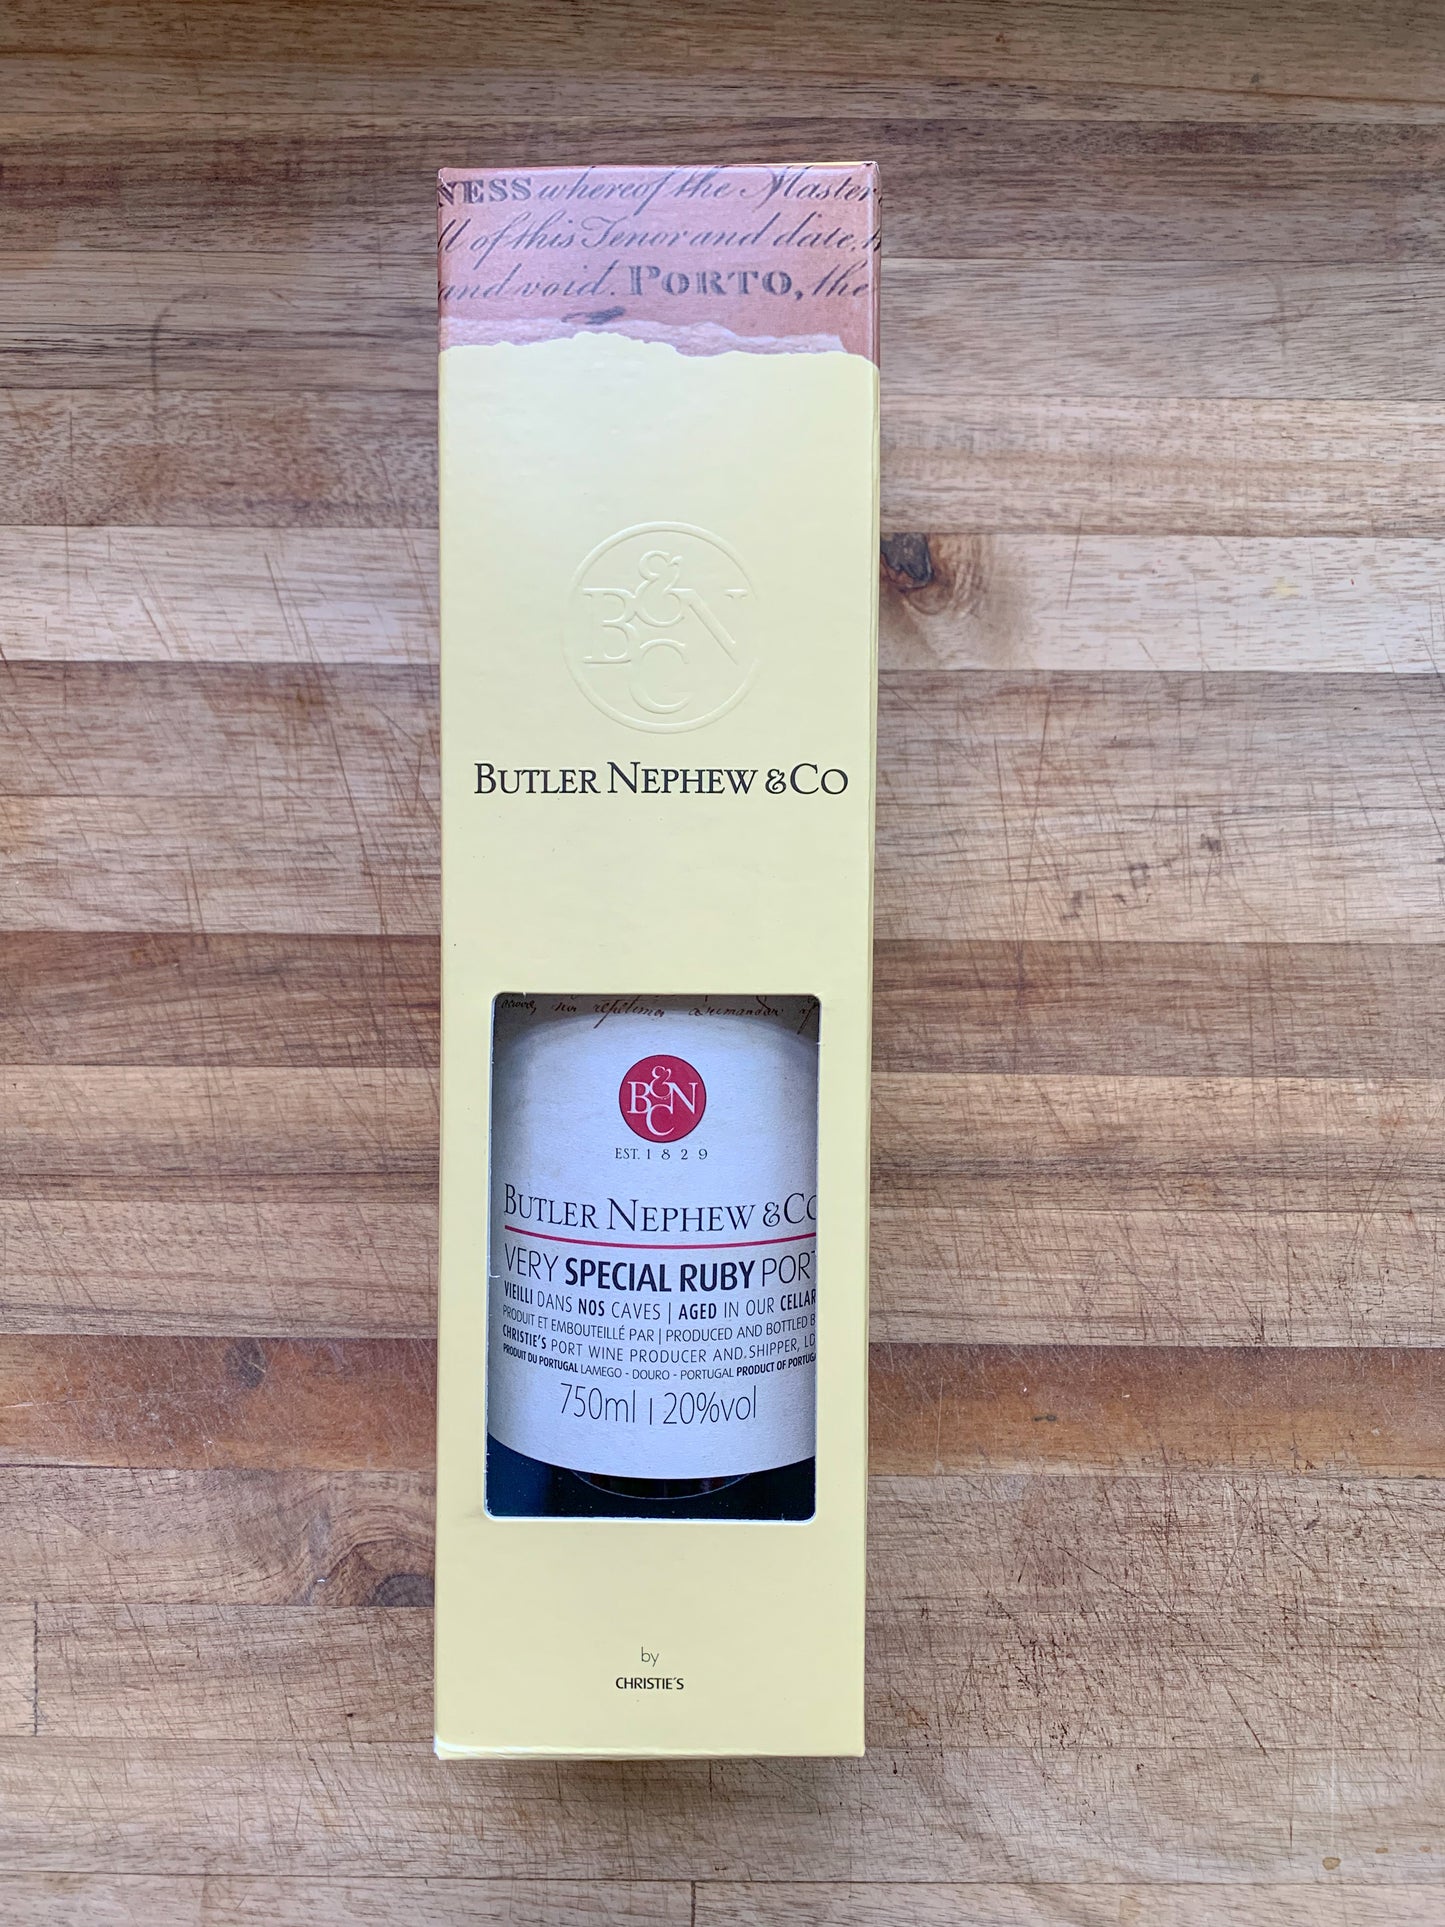 NESS whereof the Master
of this Tenor and date,
and void. PORTO, the
B&NC
BUTLER NEPHEW & CO
non
B&NC
EST. 1829
BUTLER NEPHEW & CO
VERY SPECIAL RUBY PORT
VIEILLI DANS NOS CAVES | AGED IN OUR CELLAR
PRODUIT ET EMBOUTEILLÉ PAR | PRODUCED AND BOTTLED B
CHRISTIE'S PORT WINE PRODUCER AND SHIPPER, LD
PRODUIT DU PORTUGAL LAMEGO - DOURO - PORTUGAL PRODUCT OF PORTUGA
750ml | 20%vol
by
CHRISTIE'S